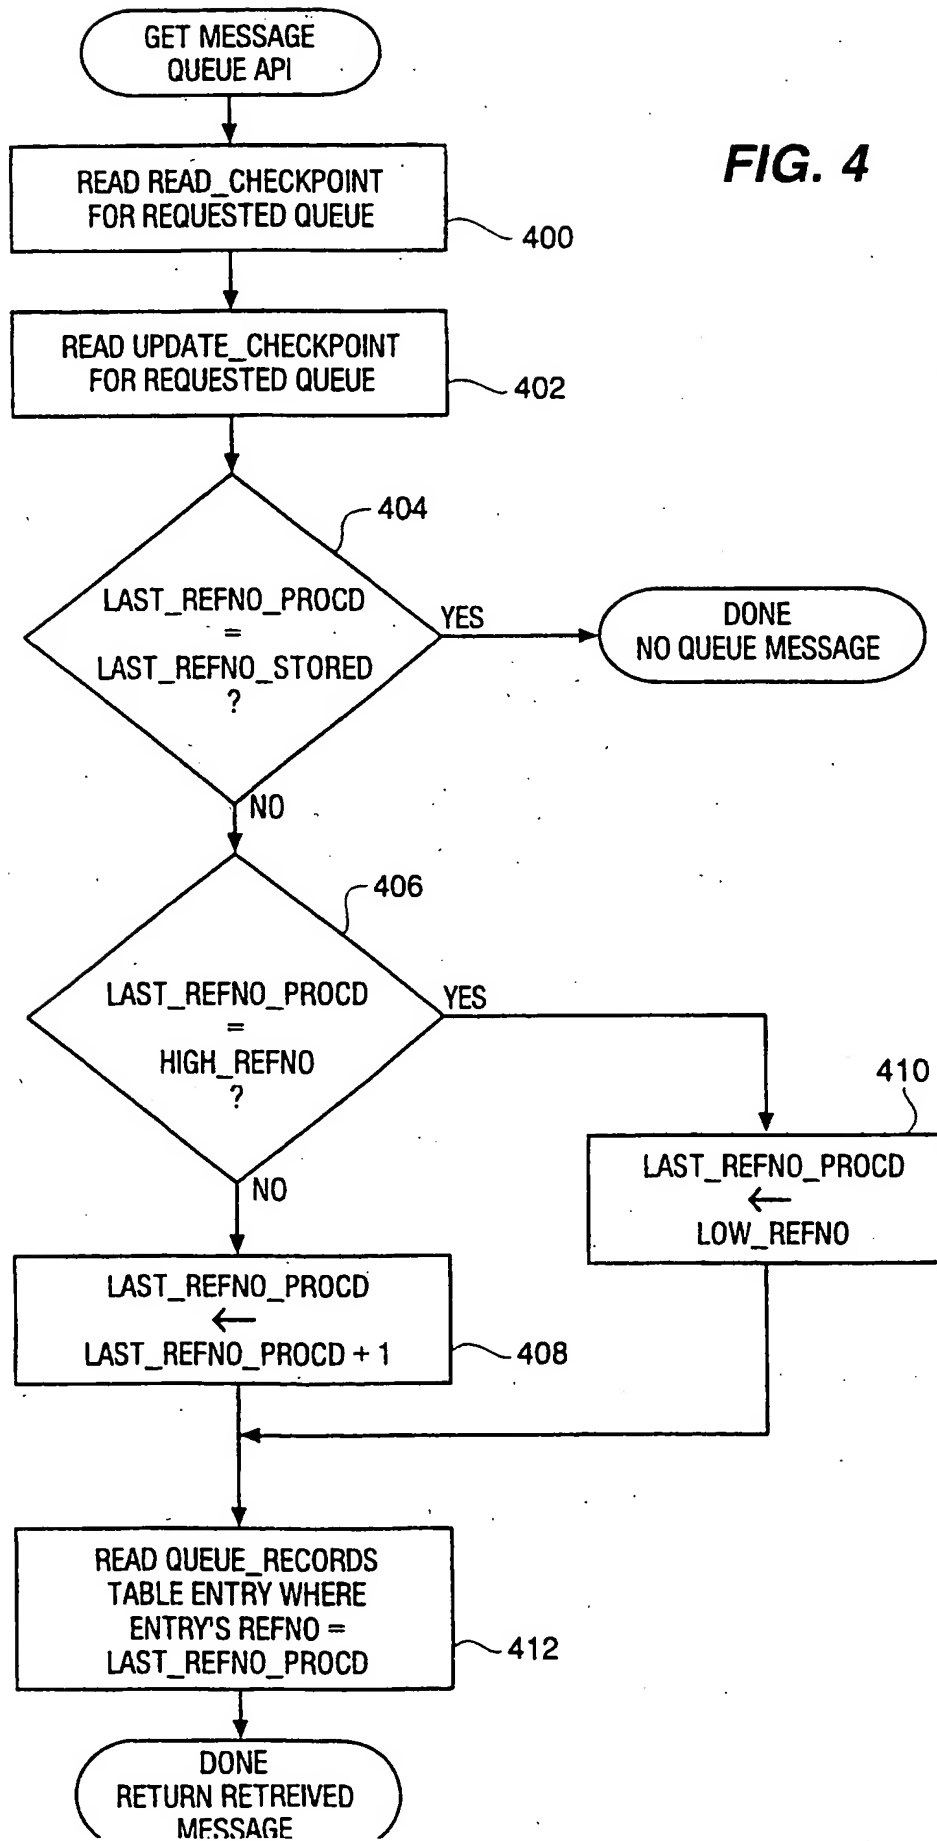 GET MESSAGE
QUEUE API
FIG. 4
READ READ_CHECKPOINT
FOR REQUESTED QUEUE
400
READ UPDATE_CHECKPOINT
FOR REQUESTED QUEUE
402
404
LAST_REFNO_PROCD
=
LAST_REFNO_STORED
?
YES
DONE
NO QUEUE MESSAGE
NO
406
LAST_REFNO_PROCD
=
HIGH_REFNO
?
YES
410
LAST_REFNO_PROCD
←
LOW_REFNO
NO
LAST_REFNO_PROCD
←
LAST_REFNO_PROCD + 1
408
READ QUEUE_RECORDS
TABLE ENTRY WHERE
ENTRY'S REFNO =
LAST_REFNO_PROCD
412
DONE
RETURN RETREIVED
MESSAGE